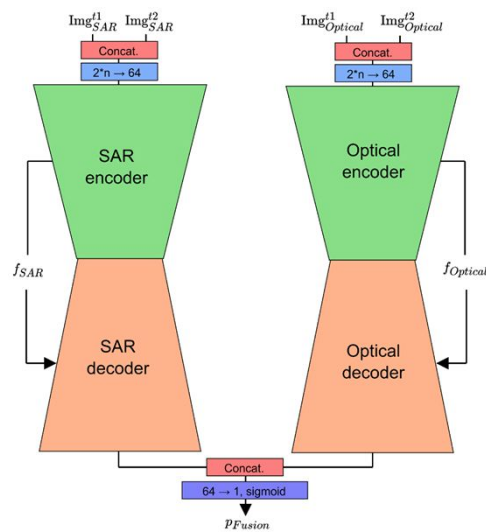 Img^{t1}_{SAR} Img^{t2}_{SAR}
Concat.
2*n → 64
SAR
encoder
f_{SAR}
SAR
decoder
Img^{t1}_{Optical} Img^{t2}_{Optical}
Concat.
2*n → 64
Optical
encoder
f_{Optical}
Optical
decoder
Concat.
64 → 1, sigmoid
p_{Fusion}